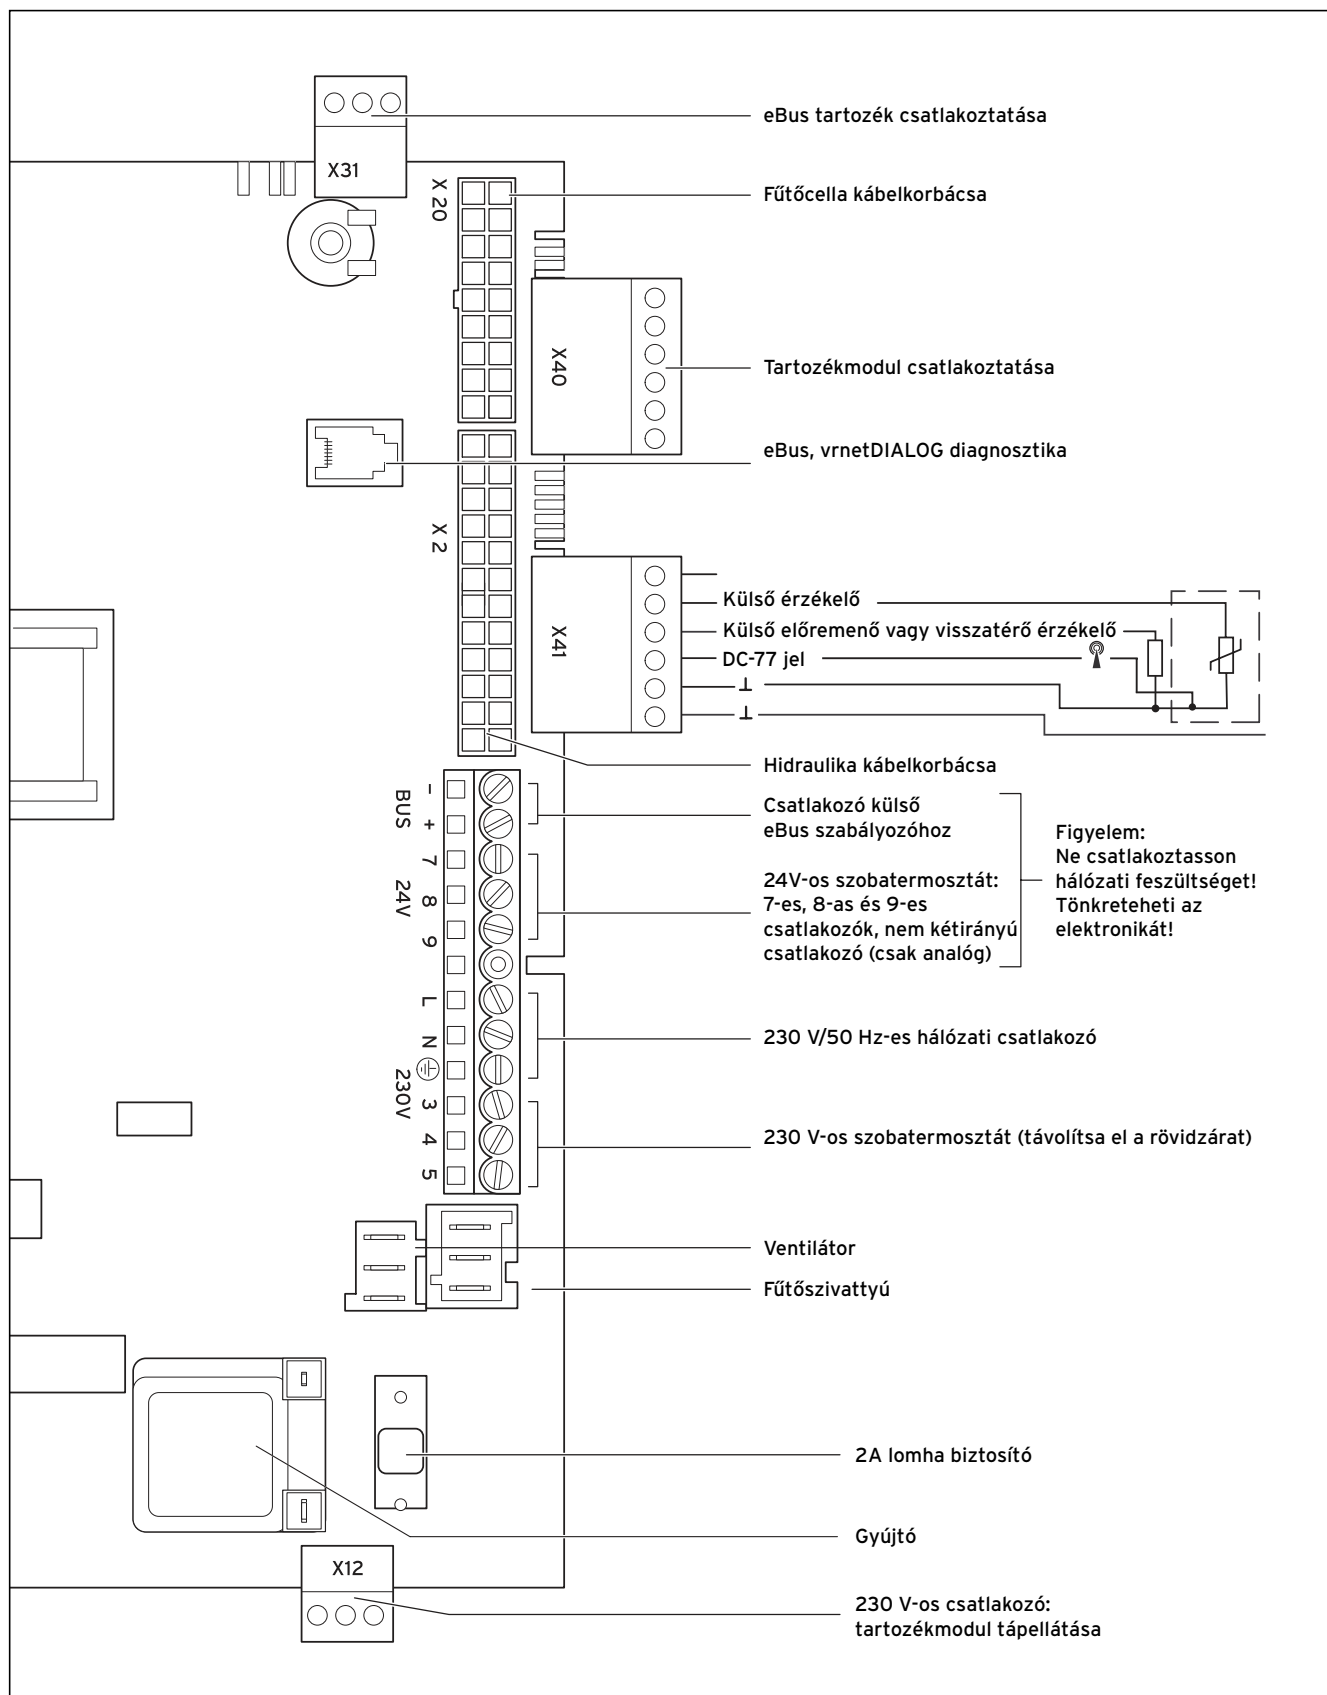 eBus tartozék csatlakoztatása
X31
X 20
Fűtőcella kábelkorbácsa
X40
Tartozékmodul csatlakoztatása
eBus, vrnetDIALOG diagnosztika
X 2
X41
Külső érzékelő
Külső előremenő vagy visszatérő érzékelő
DC-77 jel
Hidraulika kábelkorbácsa
BUS
-
+
Csatlakozó külső
eBus szabályozóhoz
24V
7
8
9
24V-os szobatermosztát:
7-es, 8-as és 9-es
csatlakozók, nem kétirányú
csatlakozó (csak analóg)
Figyelem:
Ne csatlakoztasson
hálózati feszültséget!
Tönkreteheti az
elektronikát!
L
N
230 V/50 Hz-es hálózati csatlakozó
230V
3
4
5
230 V-os szobatermosztát (távolítsa el a rövidzárat)
Ventilátor
Fűtőszivattyú
2A lomha biztosító
Gyújtó
X12
230 V-os csatlakozó:
tartozékmodul tápellátása